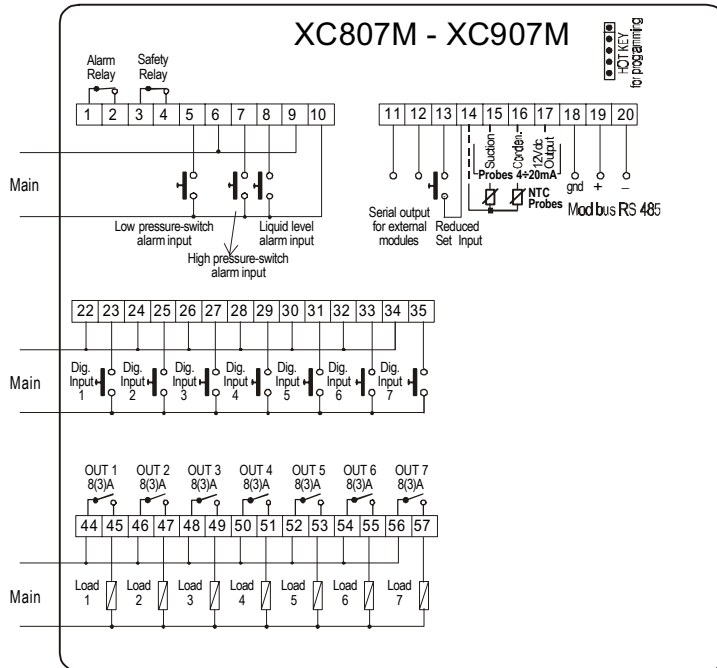 XC807M - XC907M
HOT KEY
for programming
Alarm
Relay
Safety
Relay
1 2 3 4 5 6 7 8 9 10
11 12 13 14 15 16 17 18 19 20
Suction
Conden.
12Vdc
Output
Probes 4÷20mA
NTC
Probes
gnd + –
Modbus RS 485
Main
Low pressure-switch
alarm input
High pressure-switch
alarm input
Liquid level
alarm input
Serial output
for external
modules
Reduced
Set Input
22 23 24 25 26 27 28 29 30 31 32 33 34 35
Main
Dig.
Input
1
Dig.
Input
2
Dig.
Input
3
Dig.
Input
4
Dig.
Input
5
Dig.
Input
6
Dig.
Input
7
OUT 1
8(3)A
OUT 2
8(3)A
OUT 3
8(3)A
OUT 4
8(3)A
OUT 5
8(3)A
OUT 6
8(3)A
OUT 7
8(3)A
44 45 46 47 48 49 50 51 52 53 54 55 56 57
Main
Load
1
Load
2
Load
3
Load
4
Load
5
Load
6
Load
7